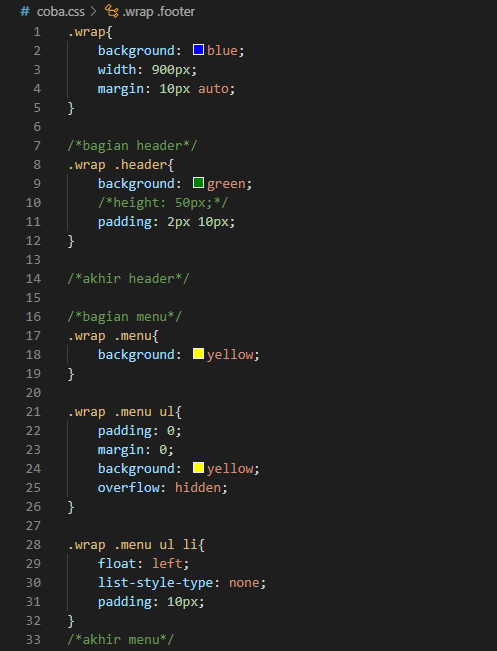 # coba.css > .wrap .footer
1 .wrap{
2     background: blue;
3     width: 900px;
4     margin: 10px auto;
5 }
6
7 /*bagian header*/
8 .wrap .header{
9     background: green;
10     /*height: 50px;*/
11     padding: 2px 10px;
12 }
13
14 /*akhir header*/
15
16 /*bagian menu*/
17 .wrap .menu{
18     background: yellow;
19 }
20
21 .wrap .menu ul{
22     padding: 0;
23     margin: 0;
24     background: yellow;
25     overflow: hidden;
26 }
27
28 .wrap .menu ul li{
29     float: left;
30     list-style-type: none;
31     padding: 10px;
32 }
33 /*akhir menu*/